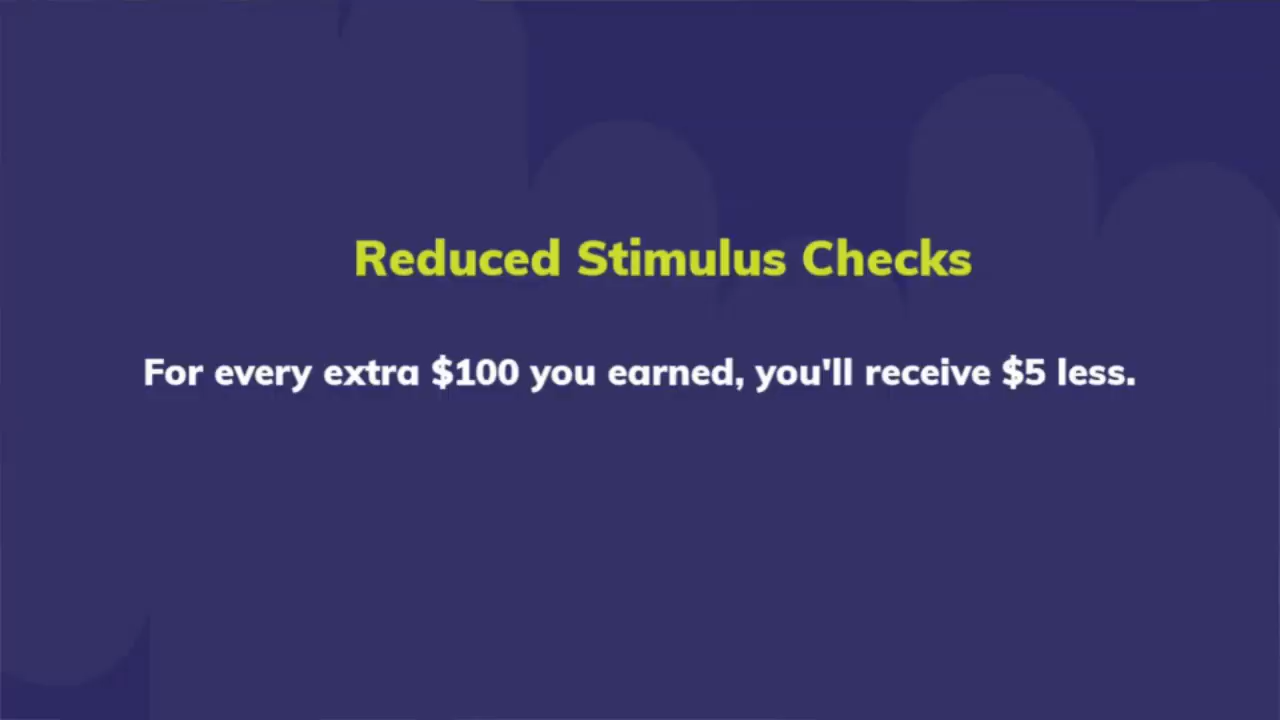 Reduced Stimulus Checks
For every extra $100 you earned, you'll receive $5 less.